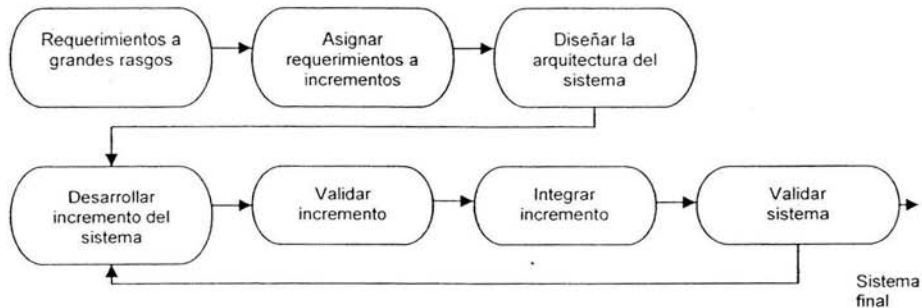 Requerimientos a
grandes rasgos
Asignar
requerimientos a
incrementos
Diseñar la
arquitectura del
sistema
Desarrollar
incremento del
sistema
Validar
incremento
Integrar
incremento
Validar
sistema
Sistema
final